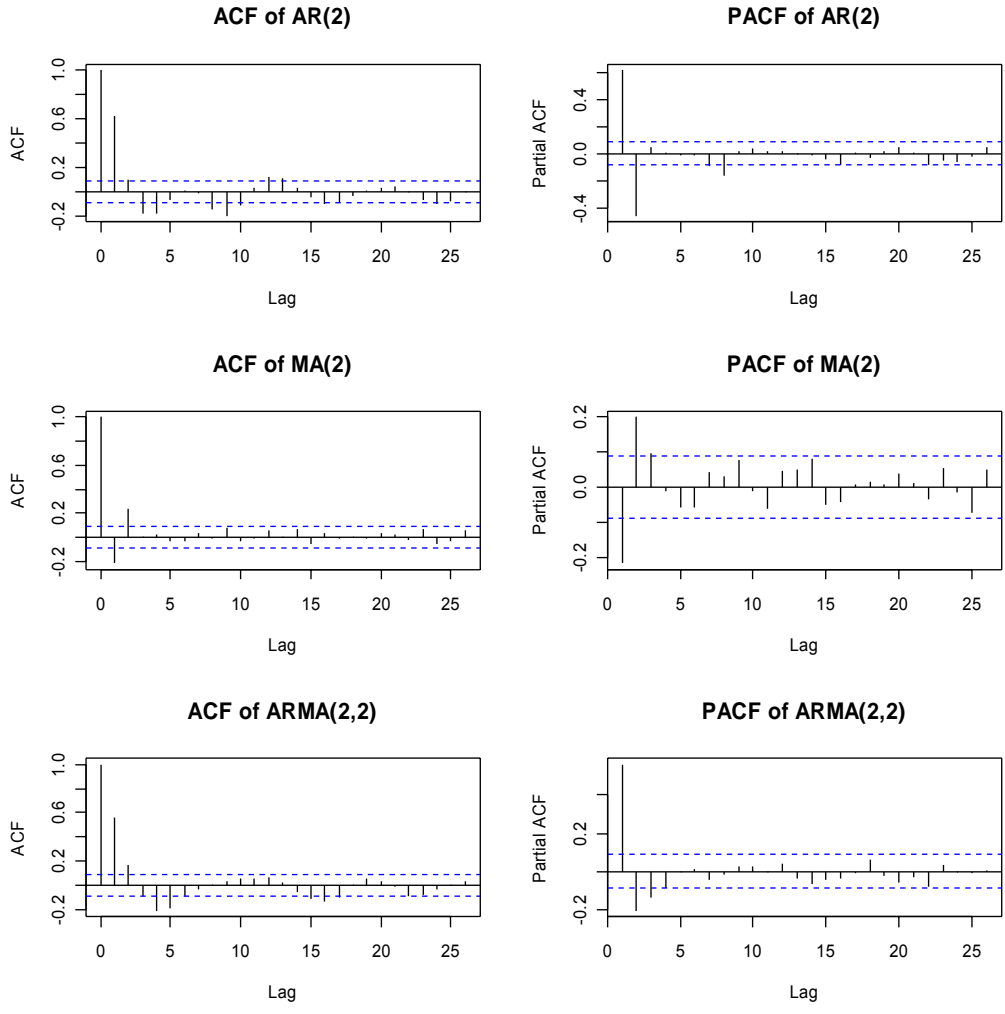 ACF of AR(2)
ACF
1.0
0.6
0.2
-0.2
0 5 10 15 20 25
Lag
PACF of AR(2)
Partial ACF
0.4
0.0
-0.4
0 5 10 15 20 25
Lag
ACF of MA(2)
ACF
1.0
0.6
0.2
-0.2
0 5 10 15 20 25
Lag
PACF of MA(2)
Partial ACF
0.2
0.0
-0.2
0 5 10 15 20 25
Lag
ACF of ARMA(2,2)
ACF
1.0
0.6
0.2
-0.2
0 5 10 15 20 25
Lag
PACF of ARMA(2,2)
Partial ACF
0.2
-0.2
0 5 10 15 20 25
Lag